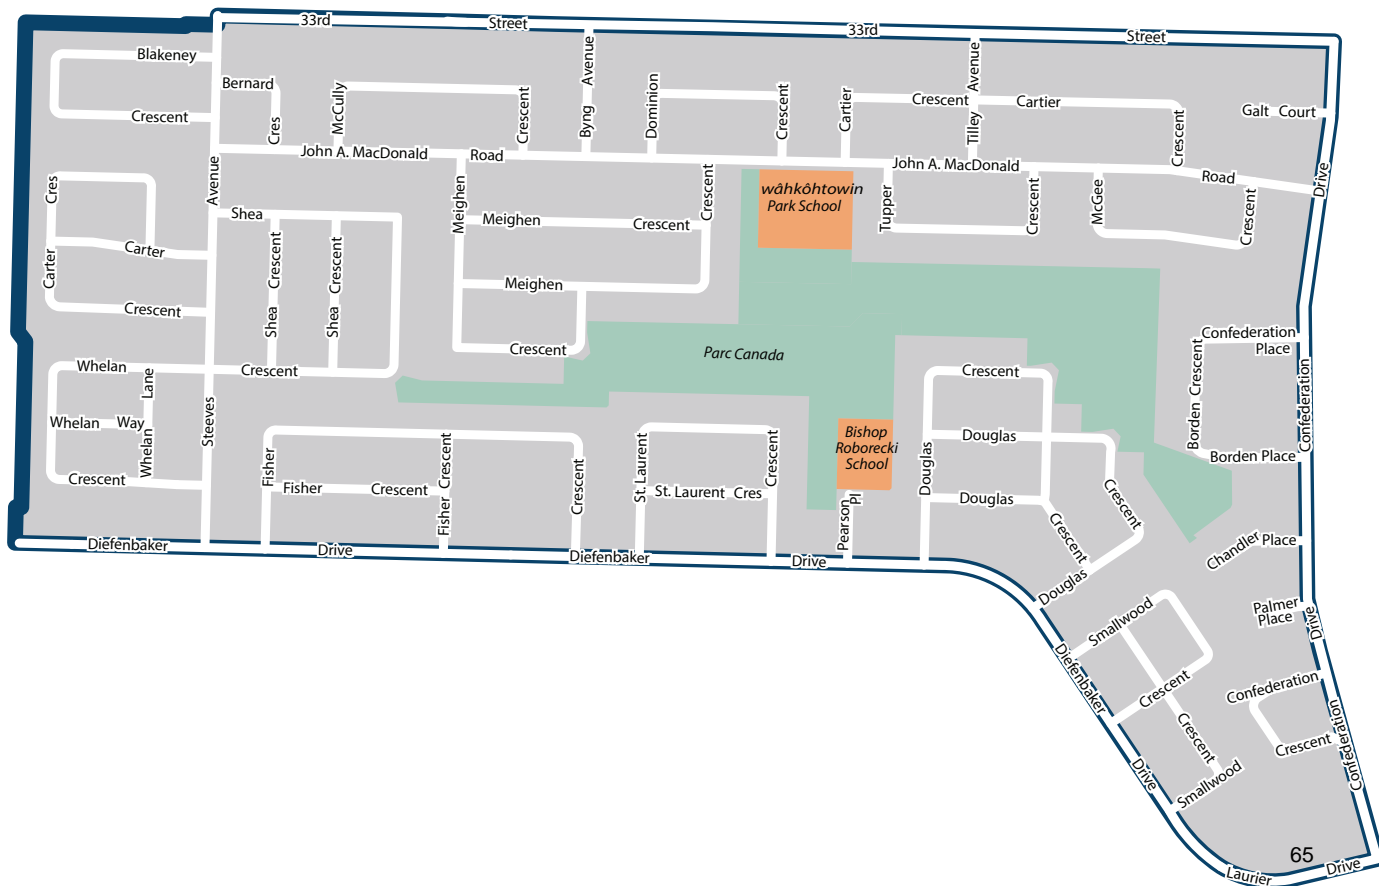 33rd
Street
33rd
Street
Blakeney
Crescent
Bernard
Cres
McCully
Crescent
Byng
Avenue
Dominion
Crescent
Cartier
Crescent
Tilley
Avenue
Cartier
Crescent
Galt Court
Drive
John A. MacDonald
Road
John A. MacDonald
Road
Avenue
Cres
Carter
Carter
Crescent
Shea
Shea
Crescent
Shea
Crescent
Crescent
Meighen
Meighen
Crescent
Crescent
Meighen
Crescent
wâhkôhtowin
Park School
Tupper
Crescent
McGee
Crescent
Parc Canada
Confederation
Place
Borden
Crescent
Borden Place
Confederation
Whelan
Whelan
Way
Whelan
Lane
Crescent
Steeves
Fisher
Fisher
Crescent
Fisher
Crescent
Crescent
St. Laurent
St. Laurent Cres
Crescent
Bishop
Roborecki
School
Pearson
Pl
Douglas
Crescent
Douglas
Douglas
Crescent
Crescent
Douglas
Chandler
Place
Palmer
Place
Drive
Diefenbaker
Drive
Diefenbaker
Drive
Smallwood
Crescent
Crescent
Smallwood
Diefenbaker
Drive
Confederation
Crescent
Confederation
65
Laurier
Drive